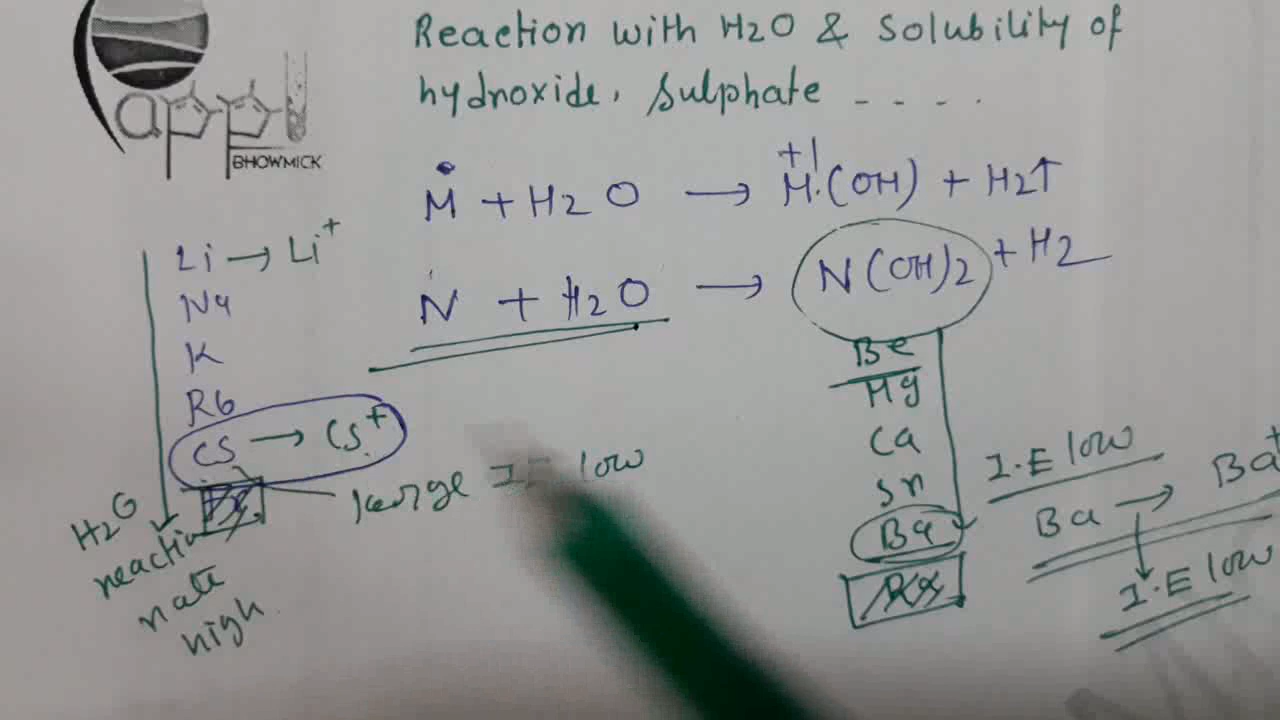 Reaction with H2O & Solubility of
hydroxide, Sulphate - - - -
BHOWMICK
M + H2O → M(OH) + H2↑
+1
N + H2O → N(OH)2 + H2
Li → Li+
Na
K
Rb
Cs → Cs+
Large I.E low
H2O
reaction
rate
high
Be
Mg
Ca
Sr
Ba
I.E low
Ba → Ba+
I.E low